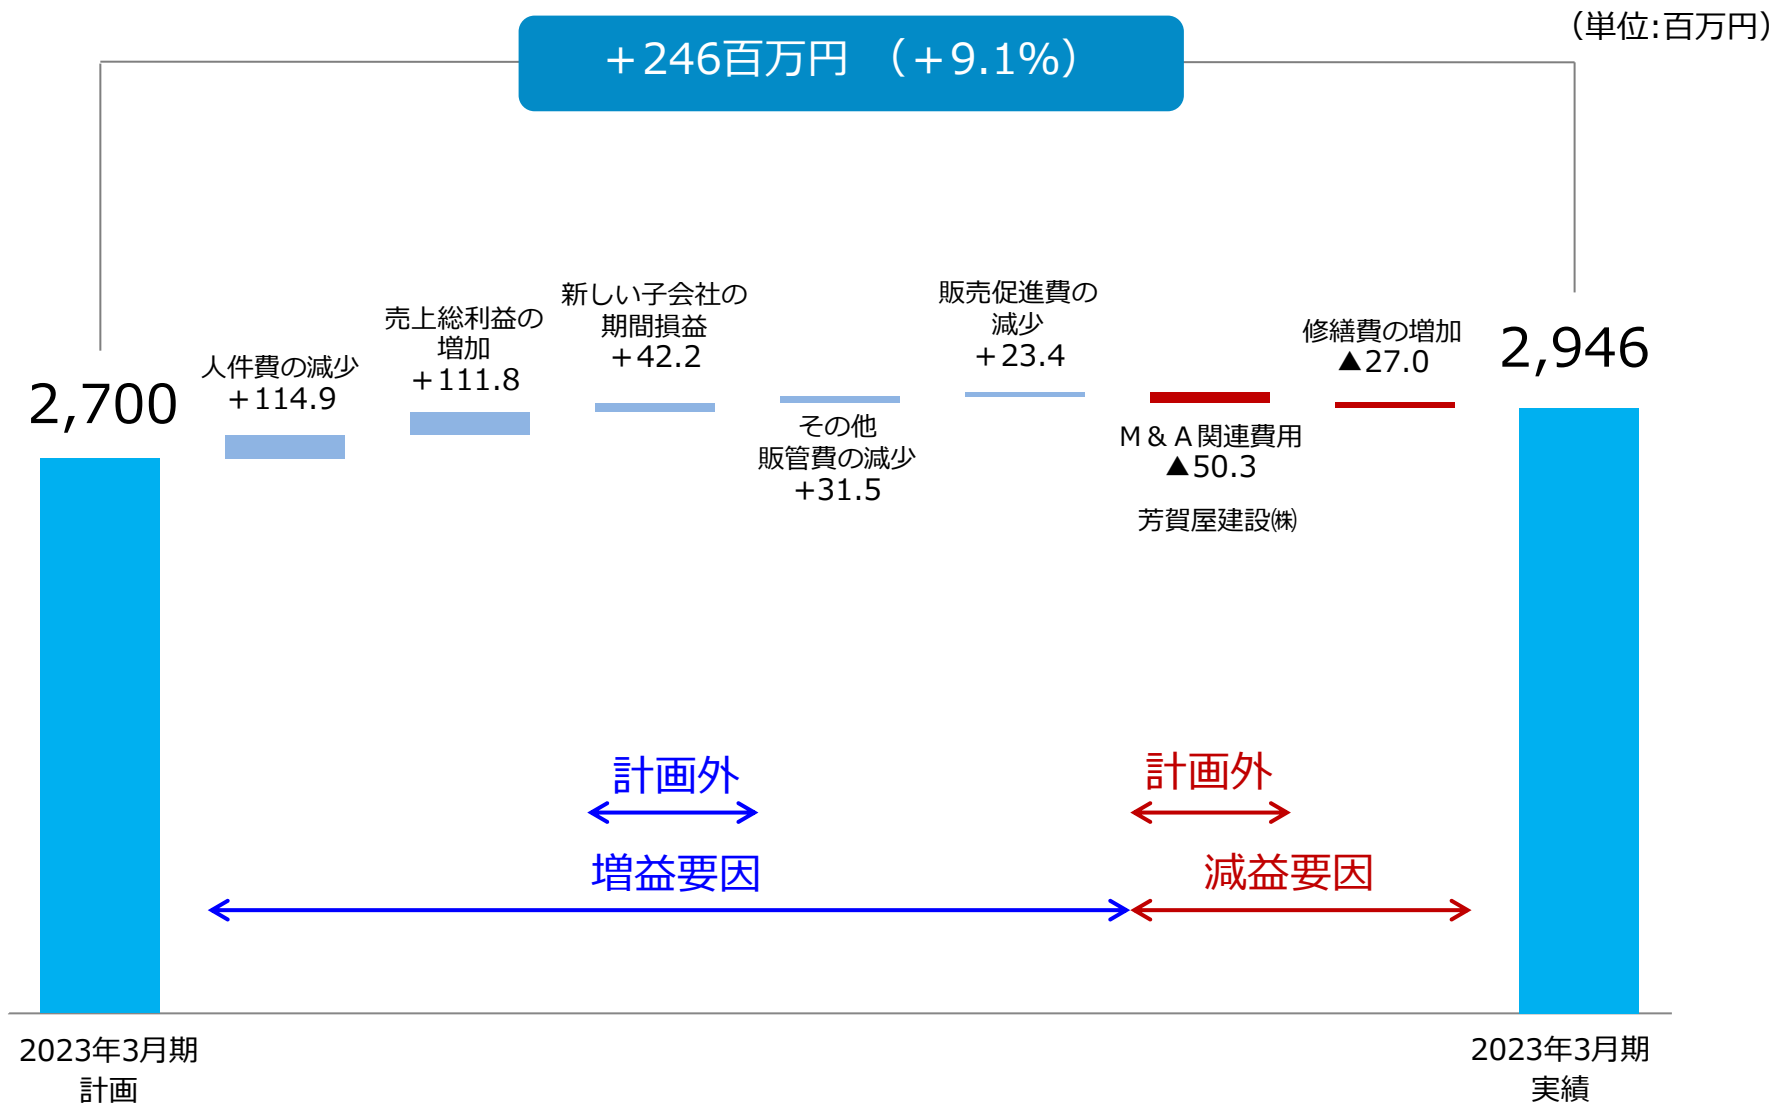 （単位:百万円）
＋246百万円 （＋9.1%）
2,700
人件費の減少
＋114.9
売上総利益の
増加
＋111.8
新しい子会社の
期間損益
＋42.2
その他
販管費の減少
＋31.5
販売促進費の
減少
＋23.4
Ｍ＆Ａ関連費用
▲50.3
芳賀屋建設㈱
修繕費の増加
▲27.0
2,946
計画外
計画外
増益要因
減益要因
2023年3月期
計画
2023年3月期
実績